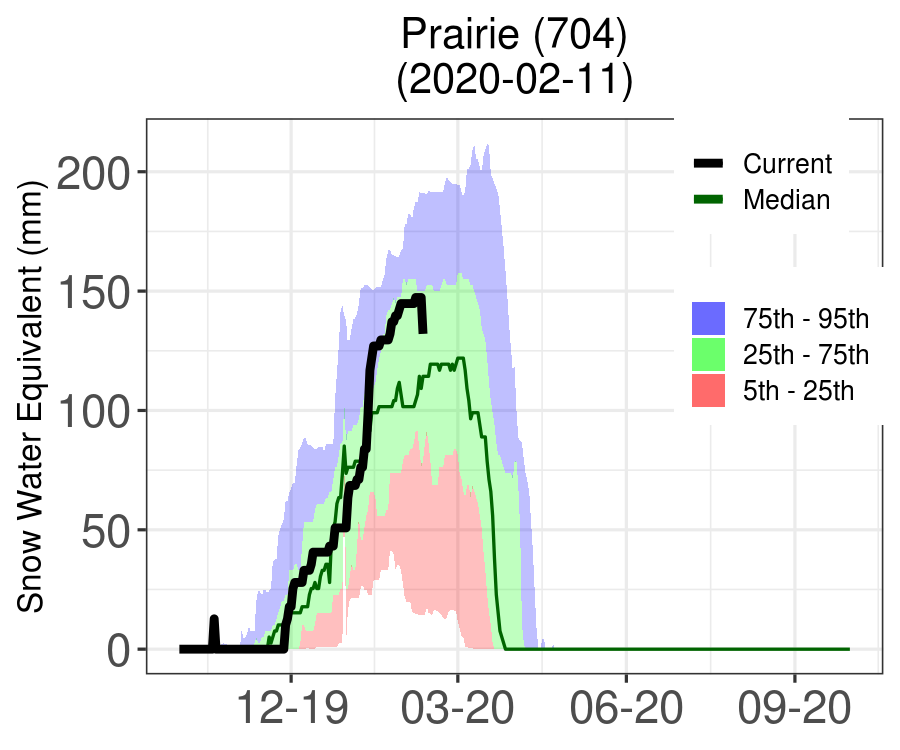 Prairie (704)
(2020-02-11)
Snow Water Equivalent (mm)
200
150
100
50
0
12-19
03-20
06-20
09-20
Current
Median
75th - 95th
25th - 75th
5th - 25th